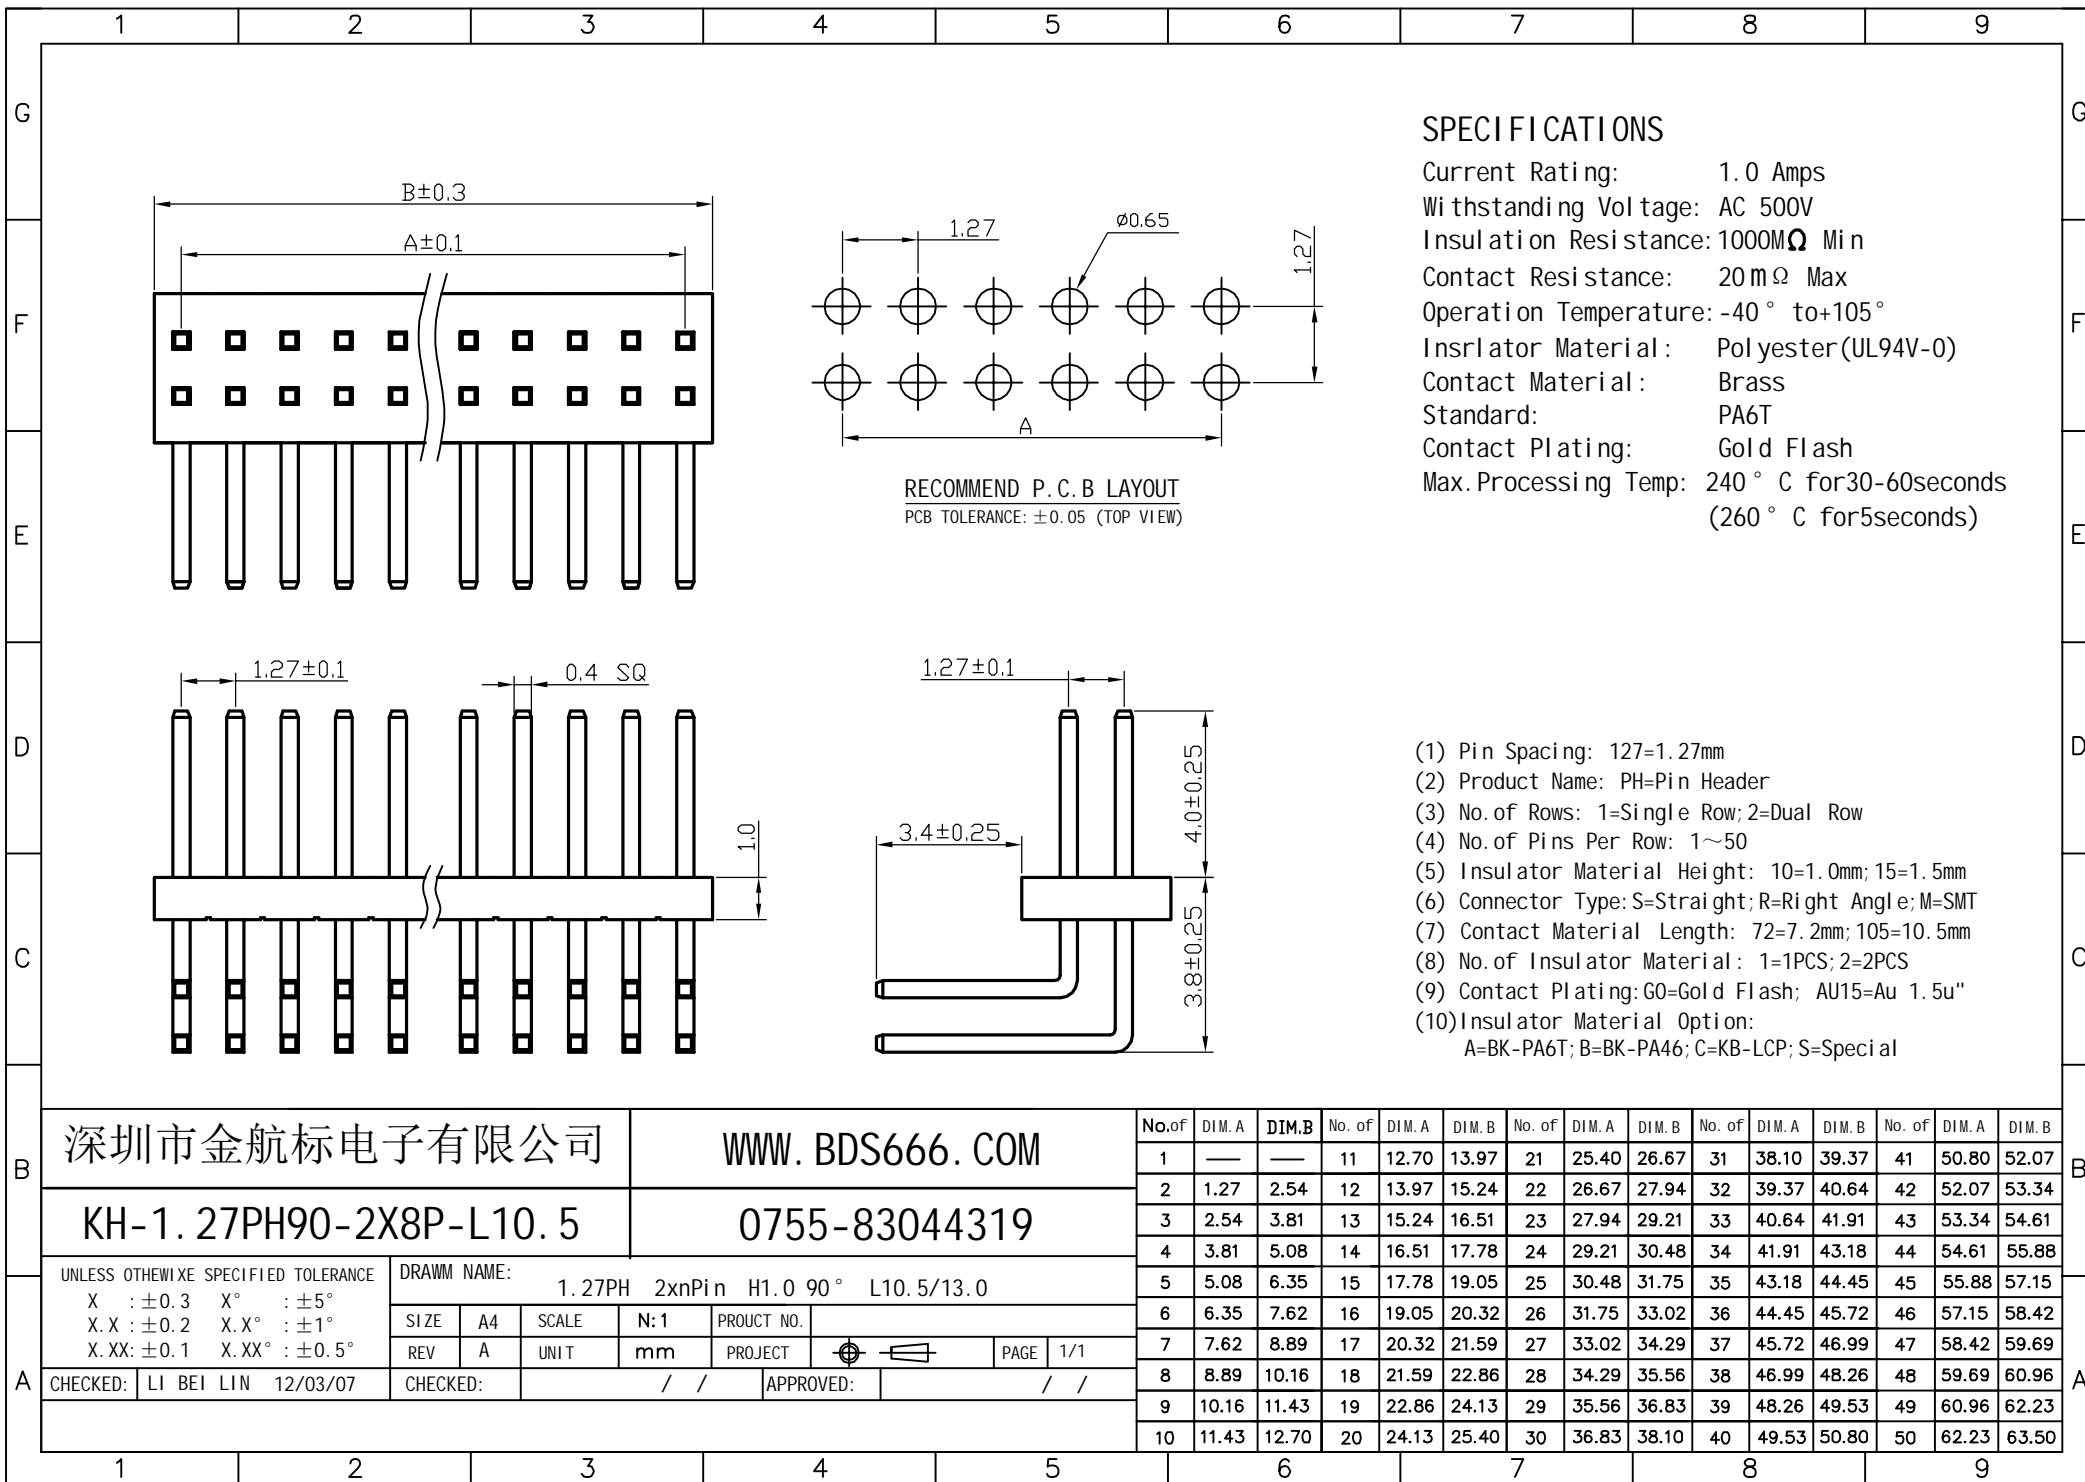 1 2 3 4 5 6 7 8 9
G G
F F
E E
D D
C C
B B
A A
B±0.3
A±0.1
1.27
ø0.65
1.27
A
RECOMMEND P.C.B LAYOUT
PCB TOLERANCE: ±0.05 (TOP VIEW)
SPECIFICATIONS
Current Rating: 1.0 Amps
Withstanding Voltage: AC 500V
Insulation Resistance: 1000MΩ Min
Contact Resistance: 20mΩ Max
Operation Temperature: -40° to+105°
Insrlator Material: Polyester(UL94V-0)
Contact Material: Brass
Standard: PA6T
Contact Plating: Gold Flash
Max.Processing Temp: 240° C for30-60seconds
(260° C for5seconds)
1.27±0.1
0.4 SQ
1.0
1.27±0.1
3.4±0.25
4.0±0.25
3.8±0.25
(1) Pin Spacing: 127=1.27mm
(2) Product Name: PH=Pin Header
(3) No.of Rows: 1=Single Row;2=Dual Row
(4) No.of Pins Per Row: 1～50
(5) Insulator Material Height: 10=1.0mm;15=1.5mm
(6) Connector Type:S=Straight;R=Right Angle;M=SMT
(7) Contact Material Length: 72=7.2mm;105=10.5mm
(8) No.of Insulator Material: 1=1PCS;2=2PCS
(9) Contact Plating:G0=Gold Flash; AU15=Au 1.5u"
(10)Insulator Material Option:
A=BK-PA6T;B=BK-PA46;C=KB-LCP;S=Special
深圳市金航标电子有限公司
WWW.BDS666.COM
KH-1.27PH90-2X8P-L10.5
0755-83044319
UNLESS OTHEWIXE SPECIFIED TOLERANCE
X :±0.3 X° :±5°
X.X :±0.2 X.X° :±1°
X.XX:±0.1 X.XX° :±0.5°
DRAWM NAME: 1.27PH 2xnPin H1.0 90° L10.5/13.0
SIZE A4 SCALE N:1 PROUCT NO.
REV A UNIT mm PROJECT PAGE 1/1
CHECKED: LI BEI LIN 12/03/07 CHECKED: / / APPROVED: / /
No.of DIM.A DIM.B No.of DIM.A DIM.B No.of DIM.A DIM.B No.of DIM.A DIM.B No.of DIM.A DIM.B
1 — — 11 12.70 13.97 21 25.40 26.67 31 38.10 39.37 41 50.80 52.07
2 1.27 2.54 12 13.97 15.24 22 26.67 27.94 32 39.37 40.64 42 52.07 53.34
3 2.54 3.81 13 15.24 16.51 23 27.94 29.21 33 40.64 41.91 43 53.34 54.61
4 3.81 5.08 14 16.51 17.78 24 29.21 30.48 34 41.91 43.18 44 54.61 55.88
5 5.08 6.35 15 17.78 19.05 25 30.48 31.75 35 43.18 44.45 45 55.88 57.15
6 6.35 7.62 16 19.05 20.32 26 31.75 33.02 36 44.45 45.72 46 57.15 58.42
7 7.62 8.89 17 20.32 21.59 27 33.02 34.29 37 45.72 46.99 47 58.42 59.69
8 8.89 10.16 18 21.59 22.86 28 34.29 35.56 38 46.99 48.26 48 59.69 60.96
9 10.16 11.43 19 22.86 24.13 29 35.56 36.83 39 48.26 49.53 49 60.96 62.23
10 11.43 12.70 20 24.13 25.40 30 36.83 38.10 40 49.53 50.80 50 62.23 63.50
1 2 3 4 5 6 7 8 9